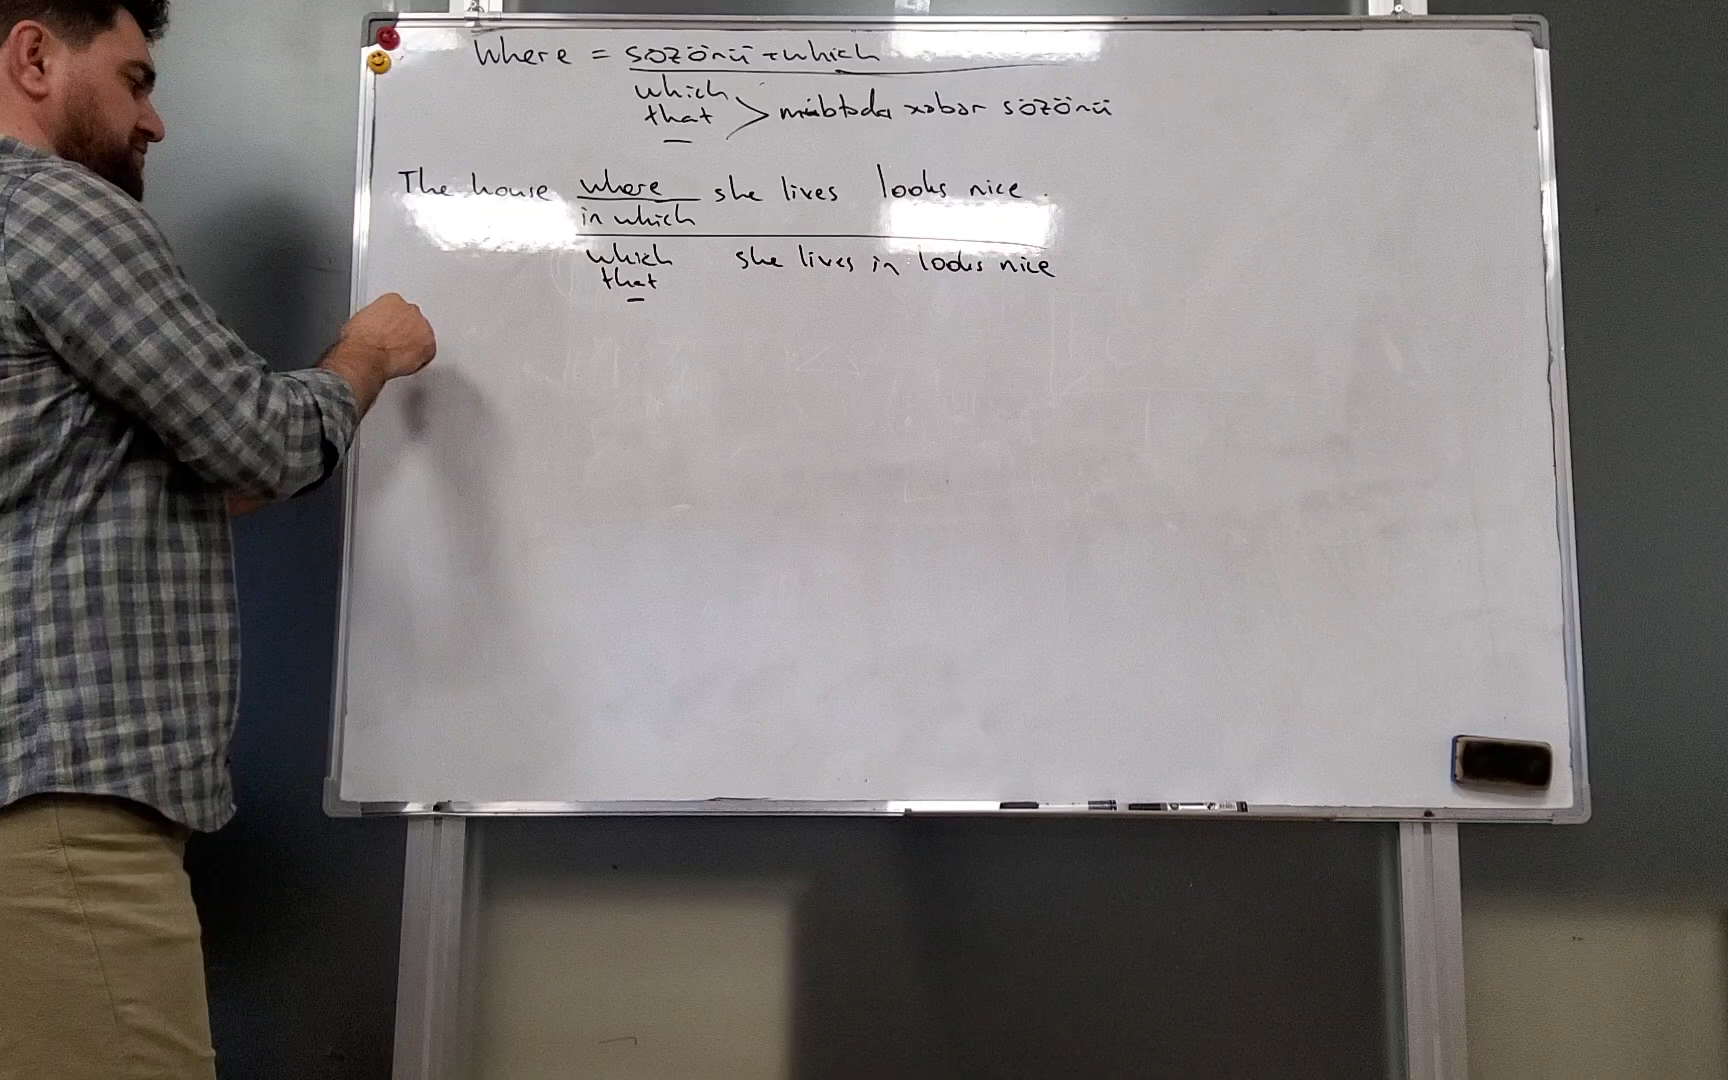 Where = sözönü + which
which
that > mübtəda xəbər sözönü
—
The house where she lives looks nice.
in which
which she lives in looks nice
that
—